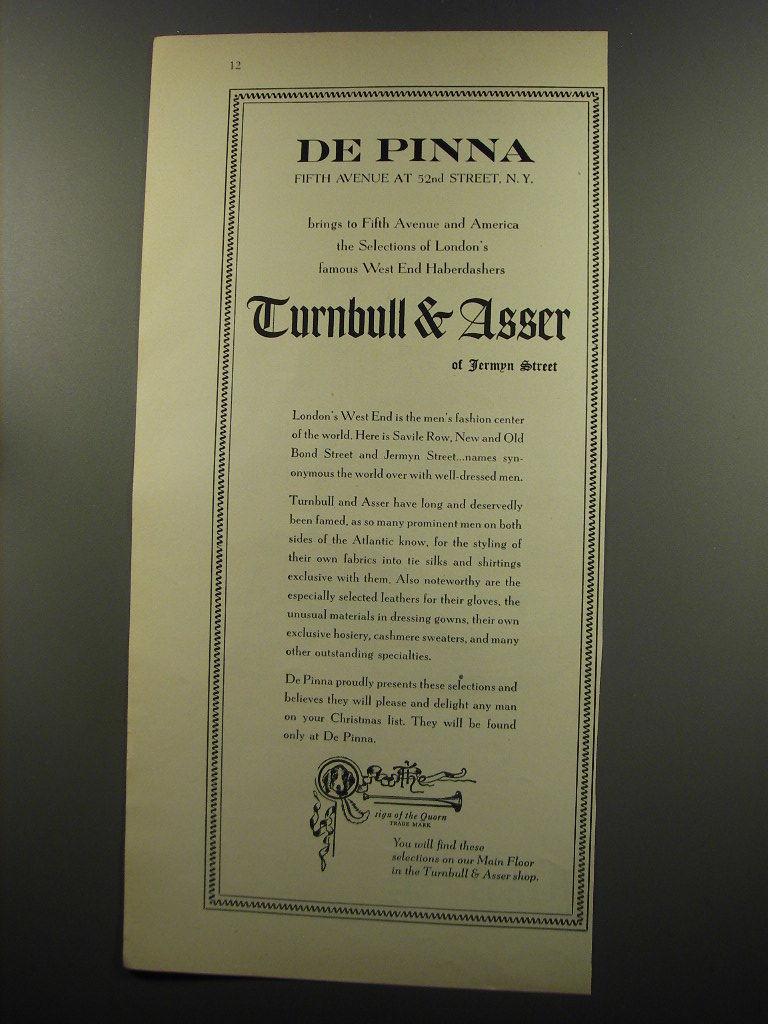 12
DE PINNA
FIFTH AVENUE AT 52nd STREET, N.Y.
brings to Fifth Avenue and America
the Selections of London's
famous West End Haberdashers
Turnbull & Asser
of Jermyn Street
London's West End is the men's fashion center
of the world. Here is Savile Row, New and Old
Bond Street and Jermyn Street...names syn-
onymous the world over with well-dressed men.
Turnbull and Asser have long and deservedly
been famed, as so many prominent men on both
sides of the Atlantic know, for the styling of
their own fabrics into tie silks and shirtings
exclusive with them. Also noteworthy are the
especially selected leathers for their gloves, the
unusual materials in dressing gowns, their own
exclusive hosiery, cashmere sweaters, and many
other outstanding specialties.
De Pinna proudly presents these selections and
believes they will please and delight any man
on your Christmas list. They will be found
only at De Pinna.
The
sign of the Quorn
TRADE MARK
You will find these
selections on our Main Floor
in the Turnbull & Asser shop.